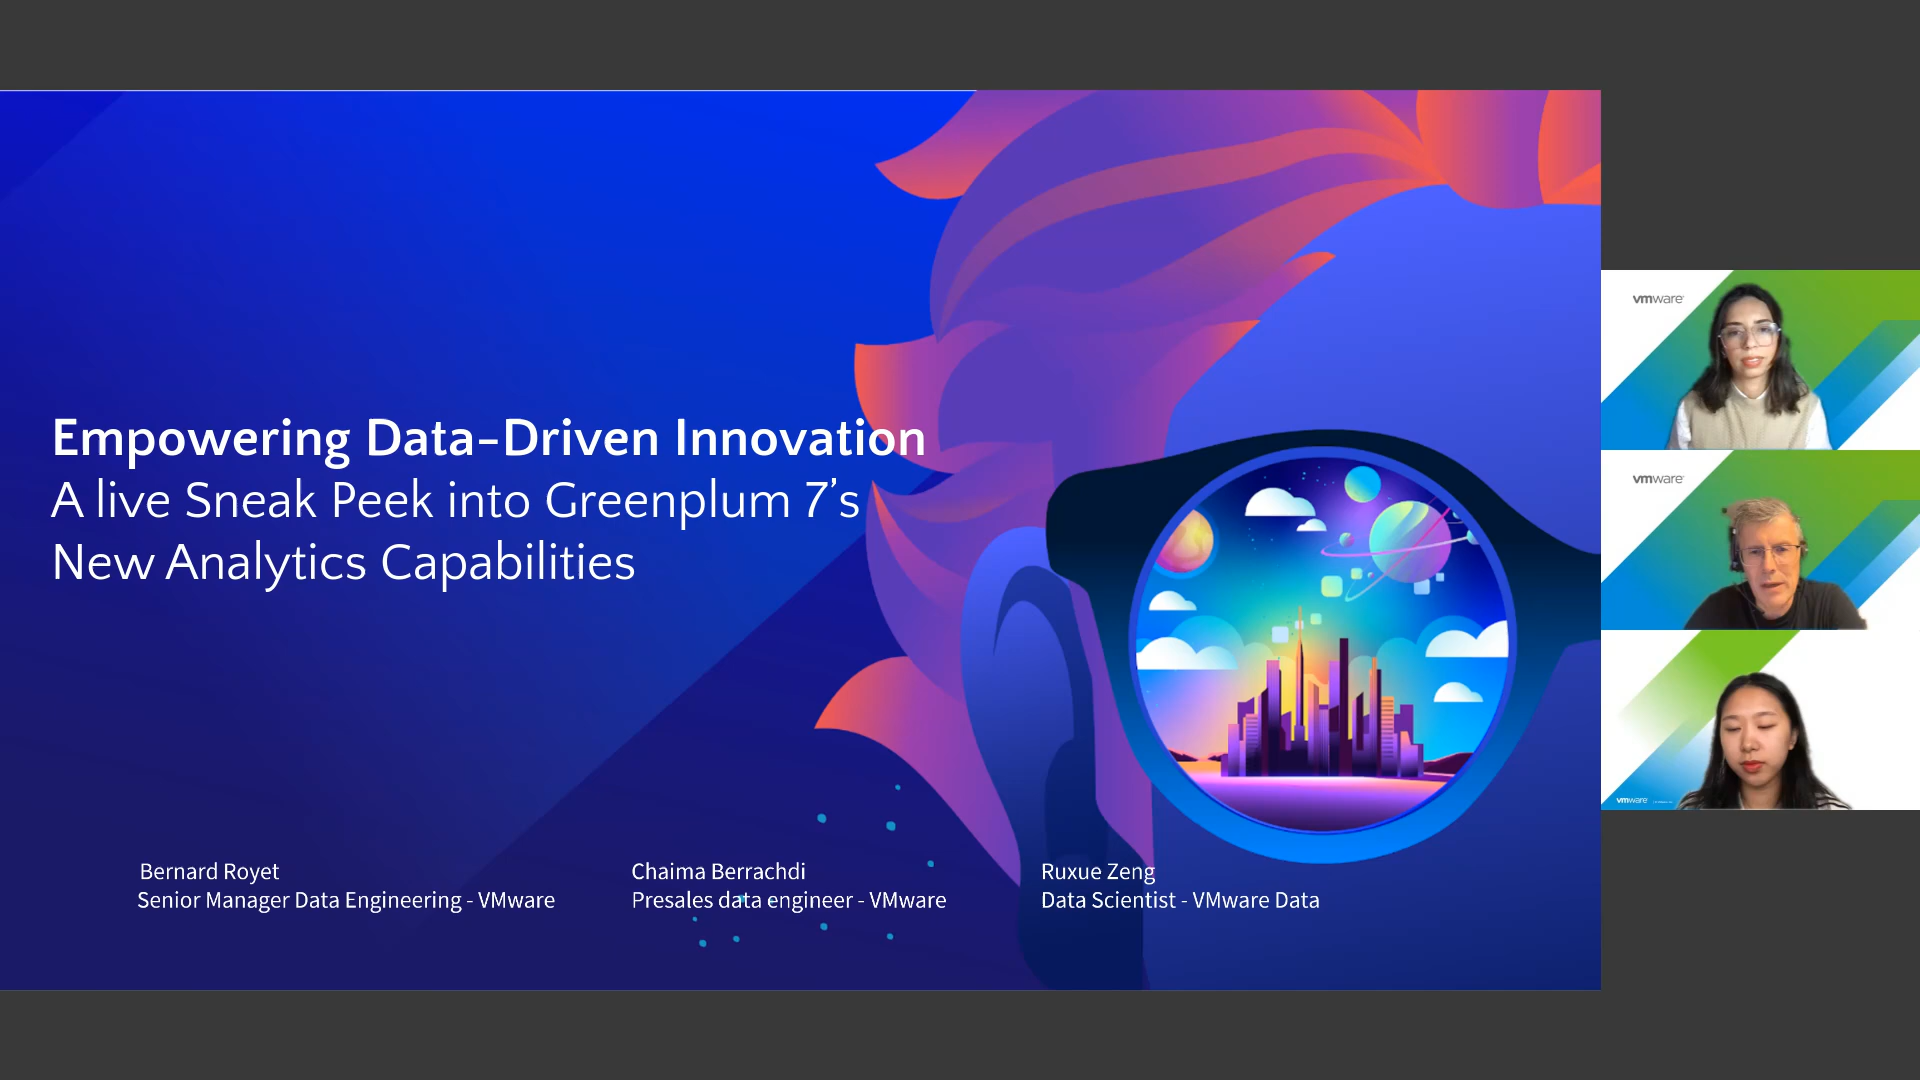 Empowering Data-Driven Innovation
A live Sneak Peek into Greenplum 7's
New Analytics Capabilities
Bernard Royet
Senior Manager Data Engineering - VMware
Chaima Berrachdi
Presales data engineer - VMware
Ruxue Zeng
Data Scientist - VMware Data
vmware
vmware
vmware